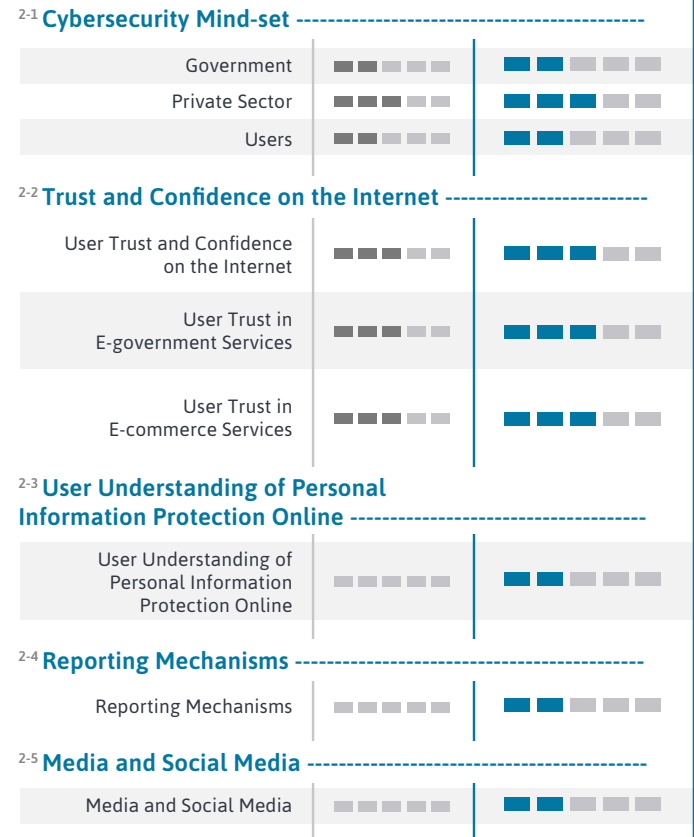 2-1 Cybersecurity Mind-set
Government
Private Sector
Users
2-2 Trust and Confidence on the Internet
User Trust and Confidence
on the Internet
User Trust in
E-government Services
User Trust in
E-commerce Services
2-3 User Understanding of Personal
Information Protection Online
User Understanding of
Personal Information
Protection Online
2-4 Reporting Mechanisms
Reporting Mechanisms
2-5 Media and Social Media
Media and Social Media